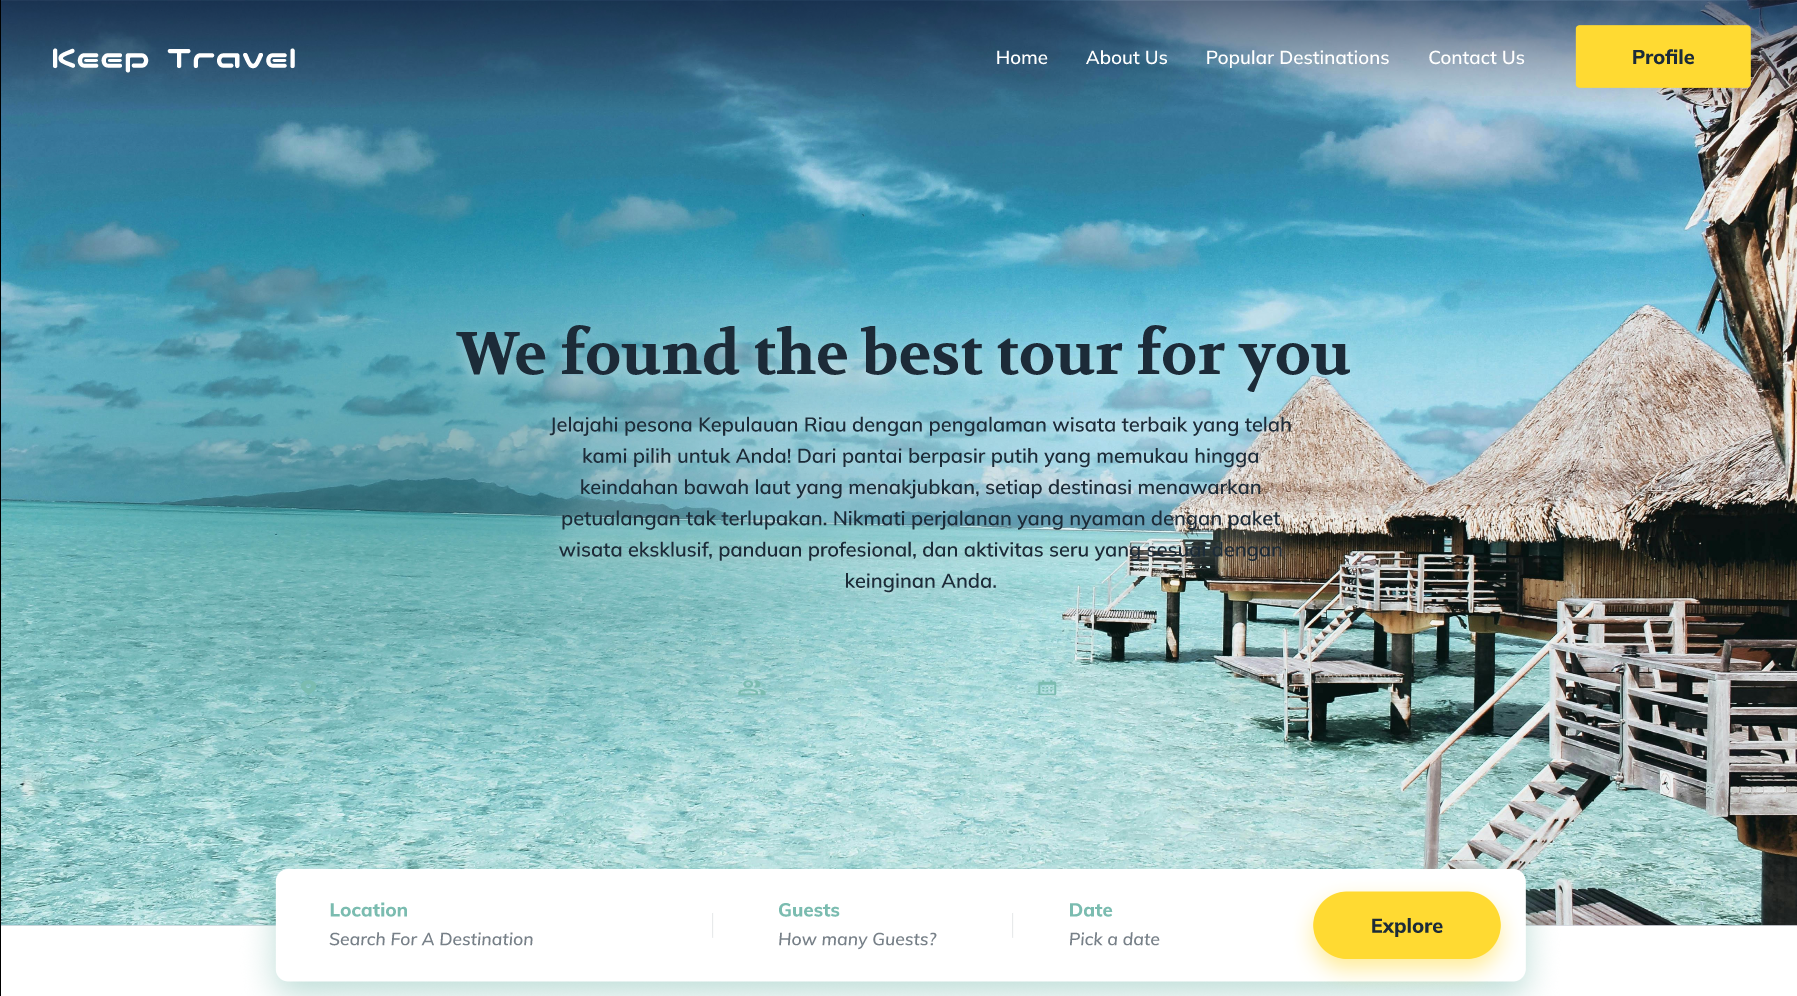 Keep Travel
Home
About Us
Popular Destinations
Contact Us
Profile
We found the best tour for you
Jelajahi pesona Kepulauan Riau dengan pengalaman wisata terbaik yang telah
kami pilih untuk Anda! Dari pantai berpasir putih yang memukau hingga
keindahan bawah laut yang menakjubkan, setiap destinasi menawarkan
petualangan tak terlupakan. Nikmati perjalanan yang nyaman dengan paket
wisata eksklusif, panduan profesional, dan aktivitas seru yang sesuai dengan
keinginan Anda.
Location
Search For A Destination
Guests
How many Guests?
Date
Pick a date
Explore